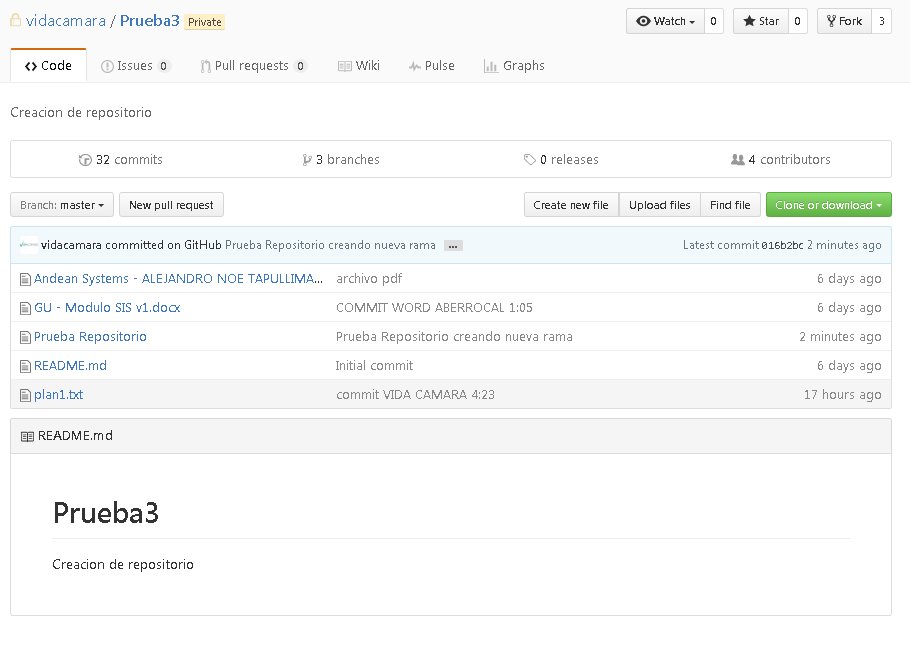 vidacamara / Prueba3 Private Watch 0 Star 0 Fork 3
Code Issues 0 Pull requests 0 Wiki Pulse Graphs
Creacion de repositorio
32 commits 3 branches 0 releases 4 contributors
Branch: master New pull request Create new file Upload files Find file Clone or download
vidacamara committed on GitHub Prueba Repositorio creando nueva rama ... Latest commit 016b2bc 2 minutes ago
Andean Systems - ALEJANDRO NOE TAPULLIMA... archivo pdf 6 days ago
GU - Modulo SIS v1.docx COMMIT WORD ABERROCAL 1:05 6 days ago
Prueba Repositorio Prueba Repositorio creando nueva rama 2 minutes ago
README.md Initial commit 6 days ago
plan1.txt commit VIDA CAMARA 4:23 17 hours ago
README.md
Prueba3
Creacion de repositorio